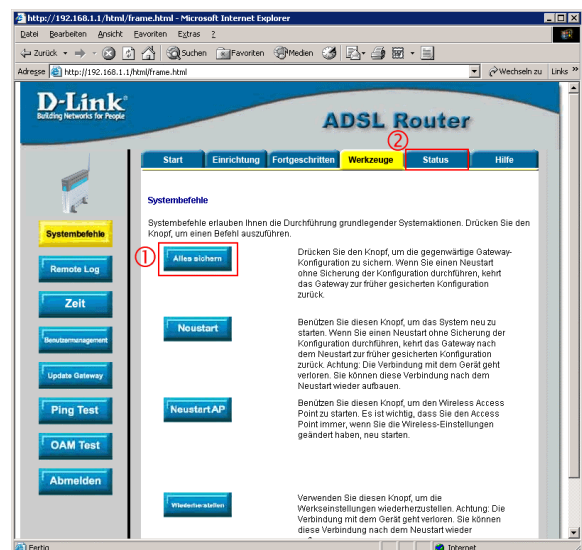 http://192.168.1.1/html/frame.html - Microsoft Internet Explorer
Datei Bearbeiten Ansicht Favoriten Extras ?
Zurück Suchen Favoriten Medien
Adresse http://192.168.1.1/html/frame.html Wechseln zu Links »
D-Link
Building Networks for People
ADSL Router
②
Start Einrichtung Fortgeschritten Werkzeuge Status Hilfe
Systembefehle
Remote Log
Zeit
Benutzermanagement
Update Gateway
Ping Test
OAM Test
Abmelden
Systembefehle
Systembefehle erlauben Ihnen die Durchführung grundlegender Systemaktionen. Drücken Sie den
Knopf, um einen Befehl auszuführen.
①
Alles sichern
Drücken Sie den Knopf, um die gegenwärtige Gateway-
Konfiguration zu sichern. Wenn Sie einen Neustart
ohne Sicherung der Konfiguration durchführen, kehrt
das Gateway zur früher gesicherten Konfiguration
zurück.
Neustart
Benützen Sie diesen Knopf, um das System neu zu
starten. Wenn Sie einen Neustart ohne Sicherung der
Konfiguration durchführen, kehrt das Gateway nach
dem Neustart zur früher gesicherten Konfiguration
zurück. Achtung: Die Verbindung mit dem Gerät geht
verloren. Sie können diese Verbindung nach dem
Neustart wieder aufbauen.
Neustart AP
Benützen Sie diesen Knopf, um den Wireless Access
Point zu starten. Es ist wichtig, dass Sie den Access
Point immer, wenn Sie die Wireless-Einstellungen
geändert haben, neu starten.
Wiederherstellen
Verwenden Sie diesen Knopf, um die
Werkseinstellungen wiederherzustellen. Achtung: Die
Verbindung mit dem Gerät geht verloren. Sie können
diese Verbindung nach dem Neustart wieder
Fertig Internet